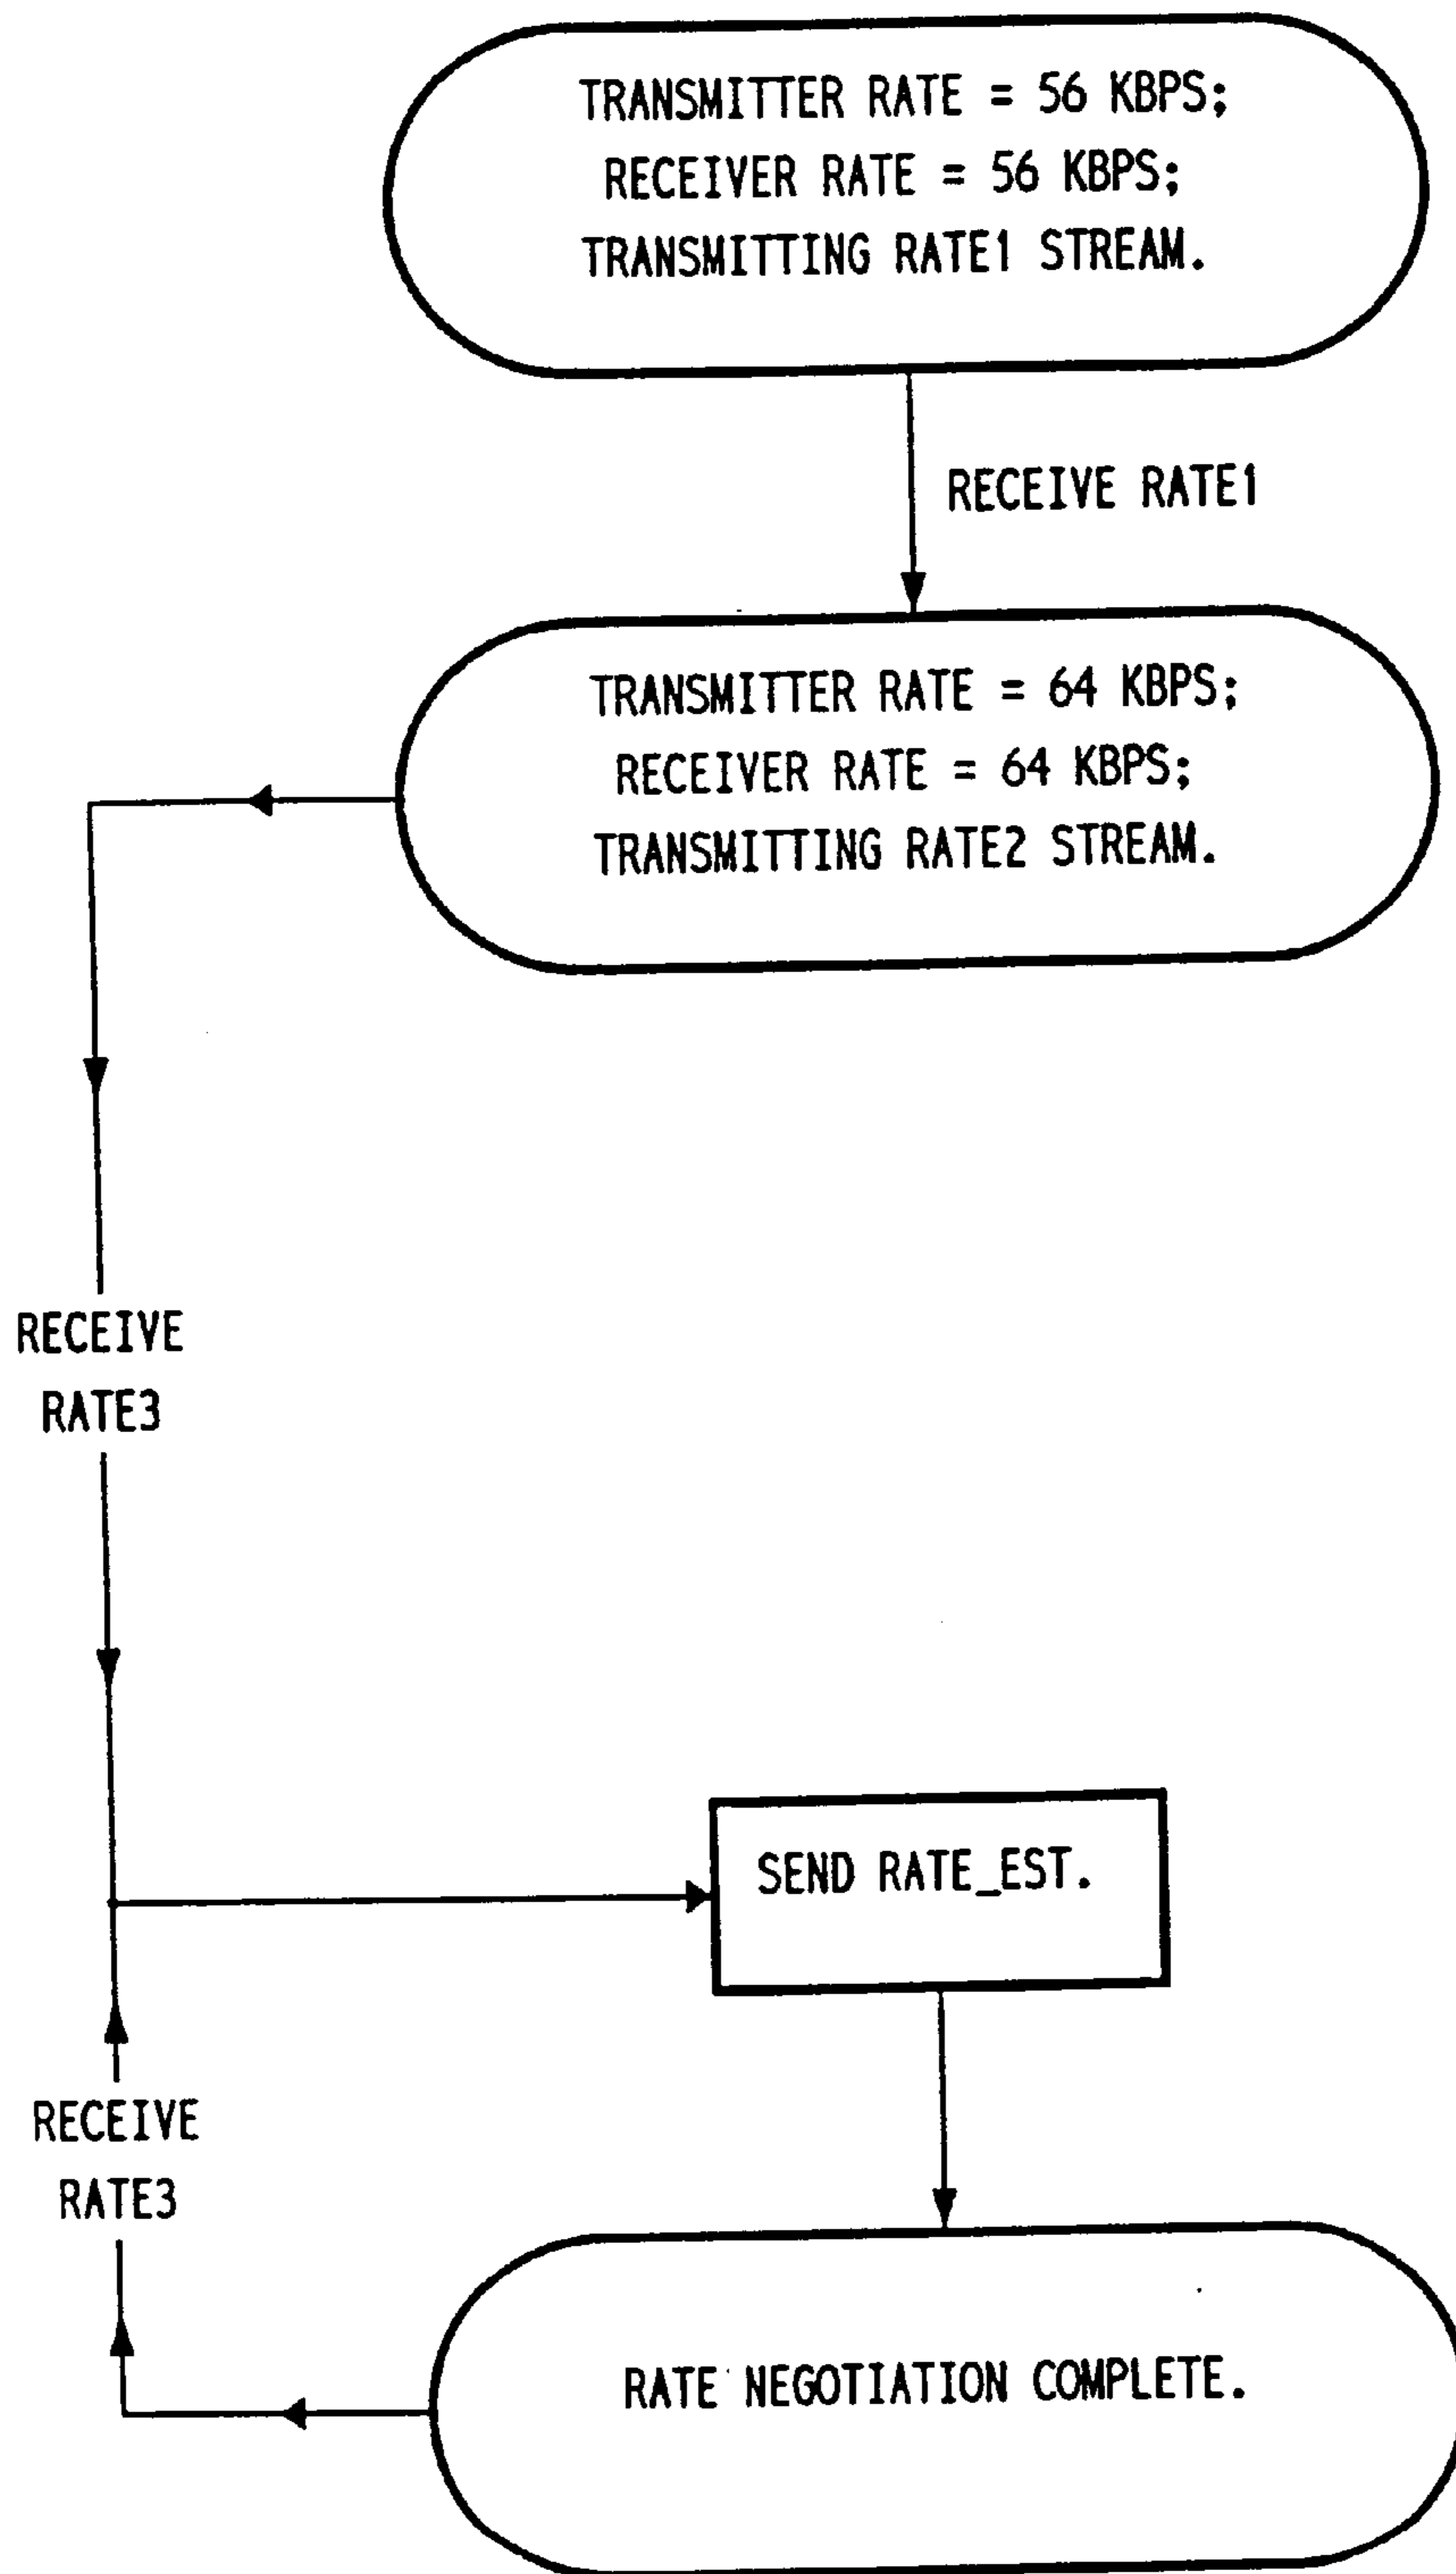 TRANSMITTER RATE = 56 KBPS;
RECEIVER RATE = 56 KBPS;
TRANSMITTING RATE1 STREAM.
RECEIVE RATE1
TRANSMITTER RATE = 64 KBPS;
RECEIVER RATE = 64 KBPS;
TRANSMITTING RATE2 STREAM.
RECEIVE
RATE3
SEND RATE_EST.
RECEIVE
RATE3
RATE NEGOTIATION COMPLETE.